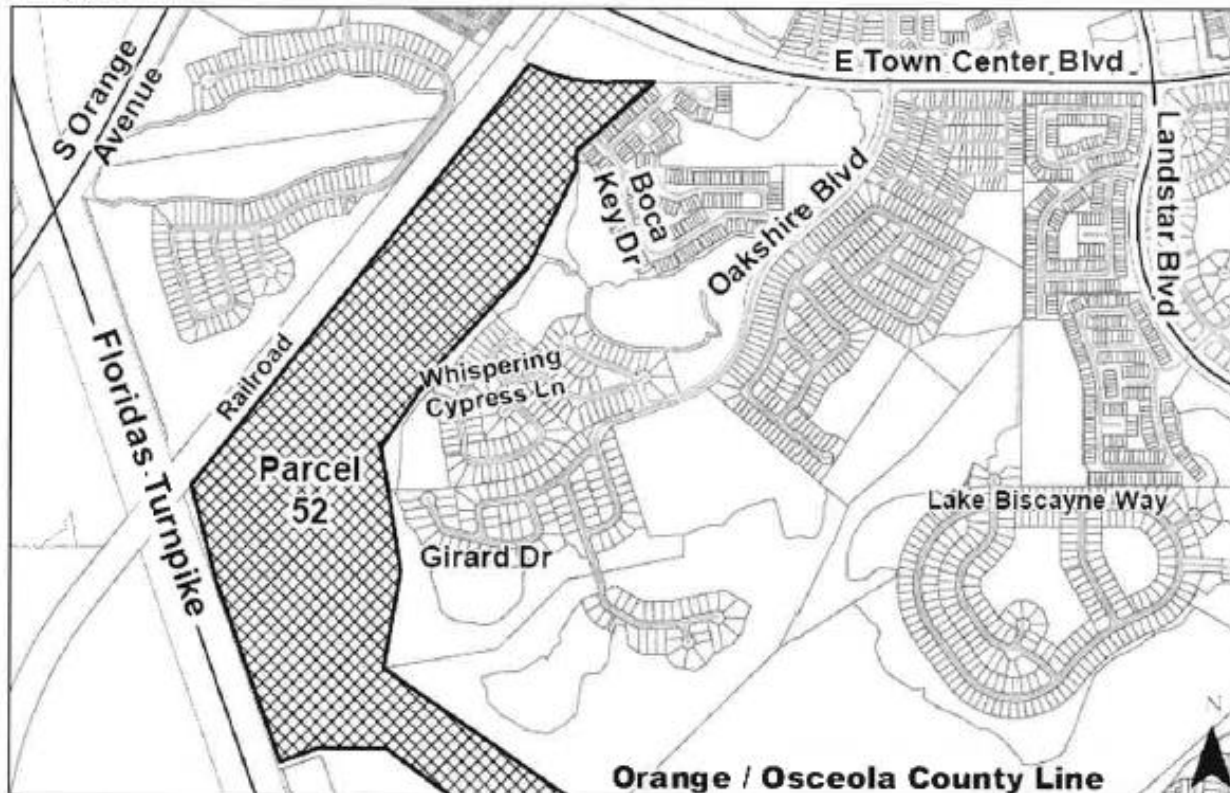 S Orange
Avenue
E Town Center Blvd
Landstar Blvd
Boca
Key Dr
Oakshire Blvd
Floridas Turnpike
Railroad
Whispering
Cypress Ln
Parcel
52
Girard Dr
Lake Biscayne Way
N
Orange / Osceola County Line